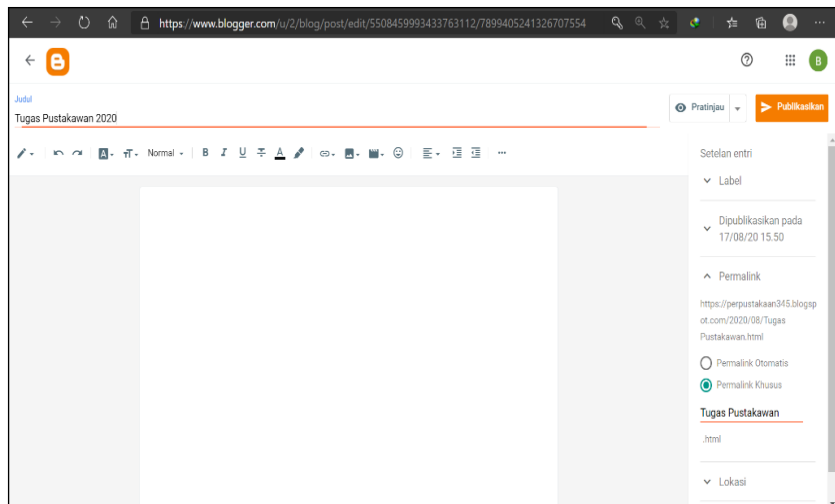 https://www.blogger.com/u/2/blog/post/edit/5508459993433763112/7899405241326707554
B
Judul
Tugas Pustakawan 2020
Pratinjau
Publikasikan
Normal
B I U A
Setelan entri
Label
Dipublikasikan pada
17/08/20 15.50
Permalink
https://perpustakaan345.blogsp
ot.com/2020/08/Tugas
Pustakawan.html
Permalink Otomatis
Permalink Khusus
Tugas Pustakawan
.html
Lokasi